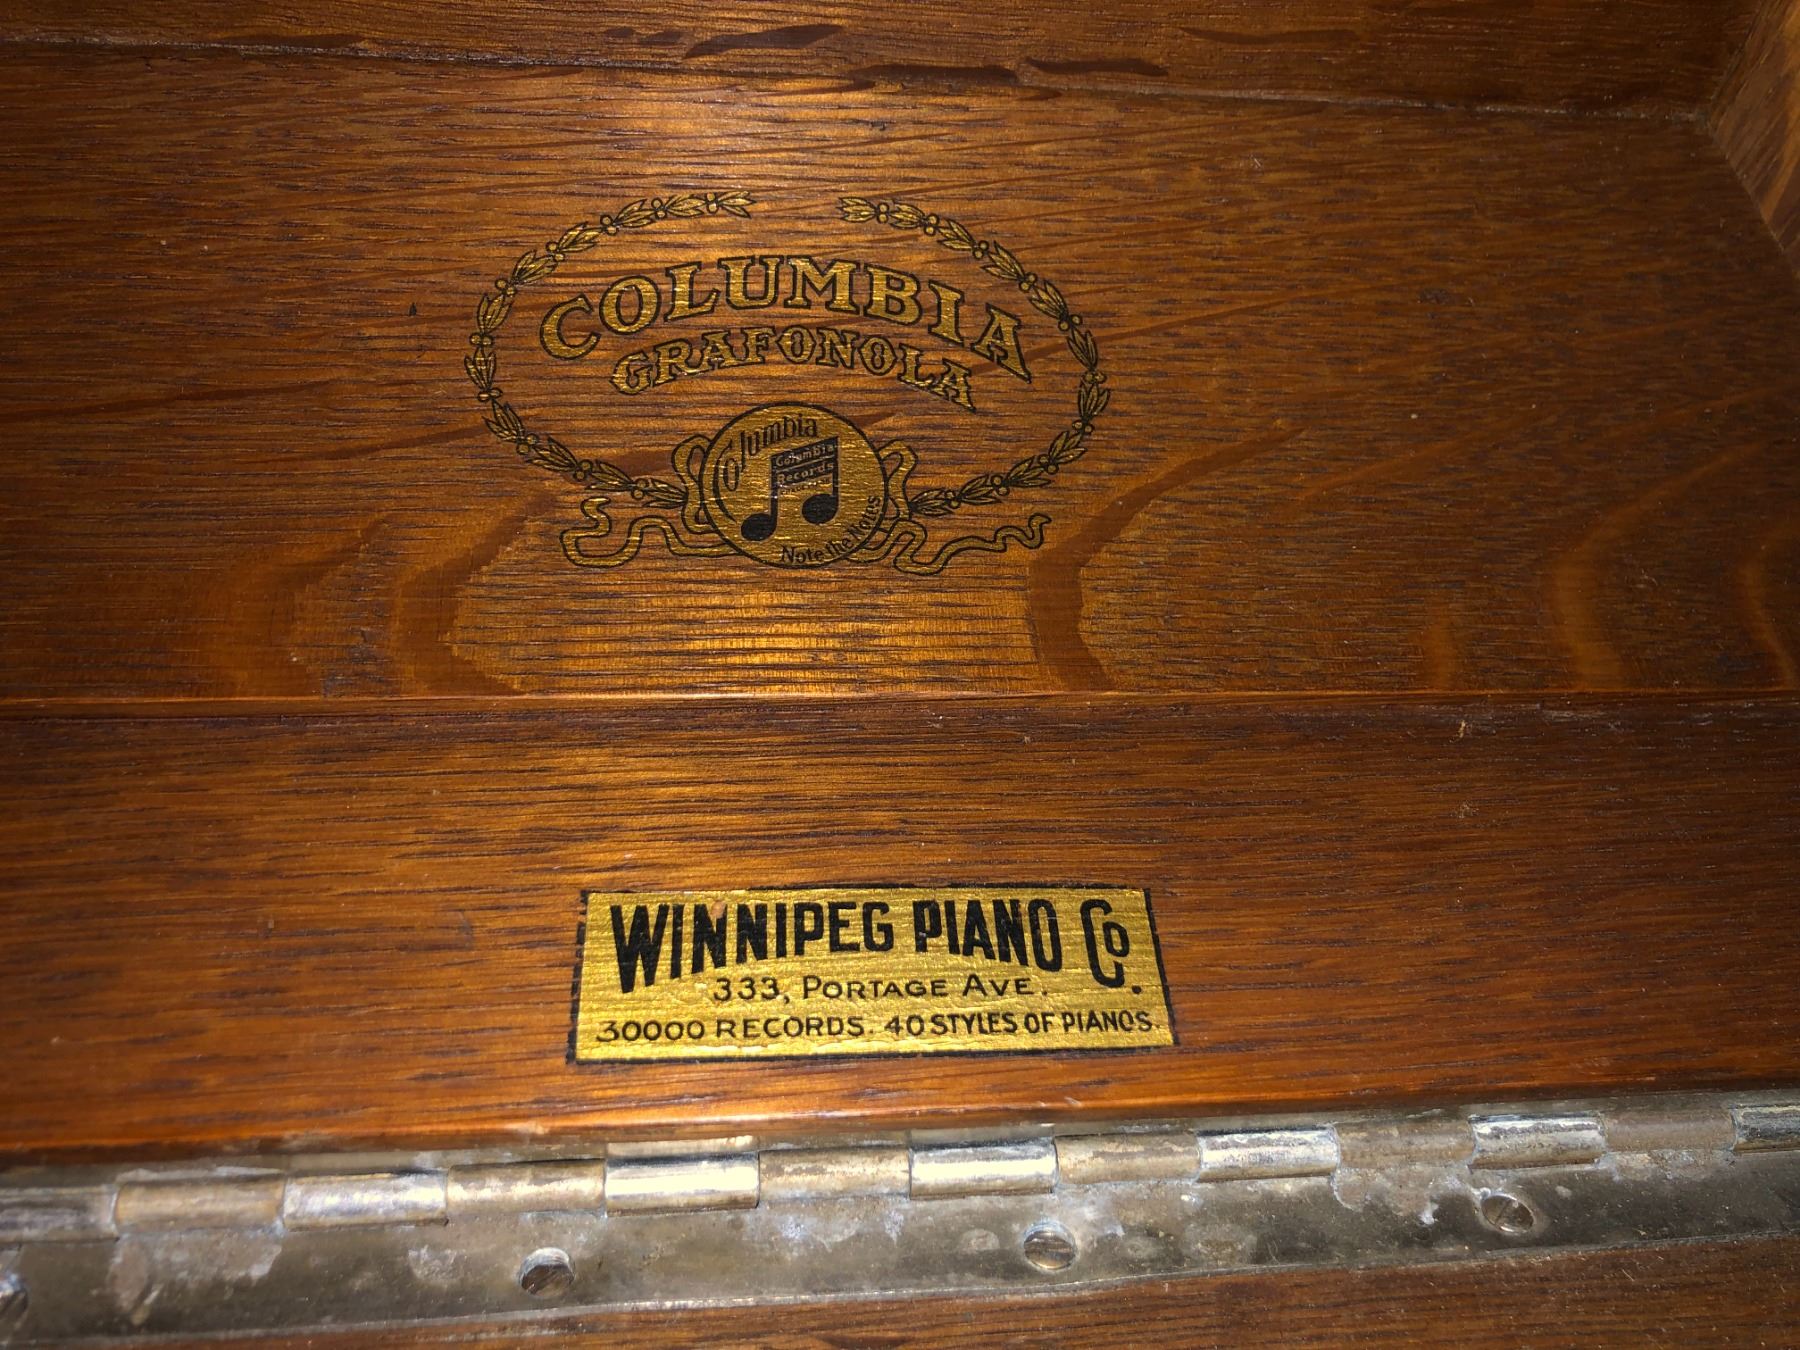 COLUMBIA
GRAFONOLA
Columbia
Columbia
Records
Note the Notes
WINNIPEG PIANO CO.
333, PORTAGE AVE.
30000 RECORDS. 40 STYLES OF PIANOS.